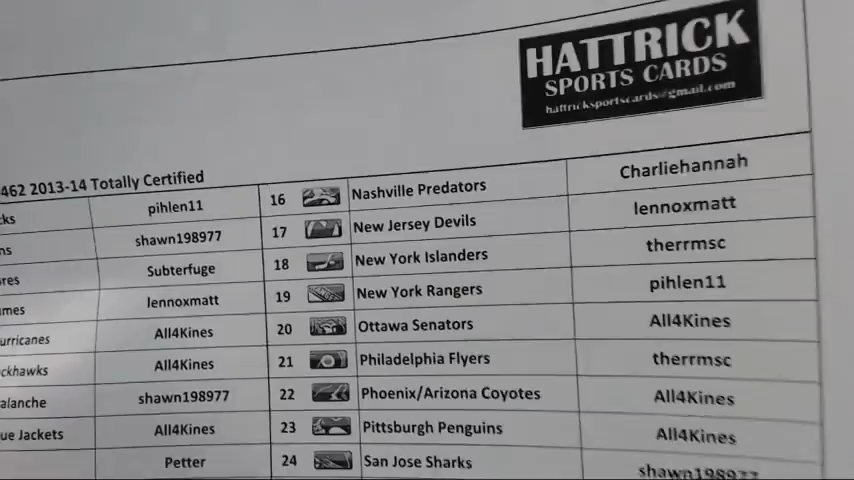 HATTRICK
SPORTS CARDS
hattricksportscards@gmail.com
462 2013-14 Totally Certified
cks pihlen11 16 Nashville Predators Charliehannah
ns shawn198977 17 New Jersey Devils lennoxmatt
res Subterfuge 18 New York Islanders therrmsc
mes lennoxmatt 19 New York Rangers pihlen11
urricanes All4Kines 20 Ottawa Senators All4Kines
ckhawks All4Kines 21 Philadelphia Flyers therrmsc
alanche shawn198977 22 Phoenix/Arizona Coyotes All4Kines
ue Jackets All4Kines 23 Pittsburgh Penguins All4Kines
Petter 24 San Jose Sharks shawn198977